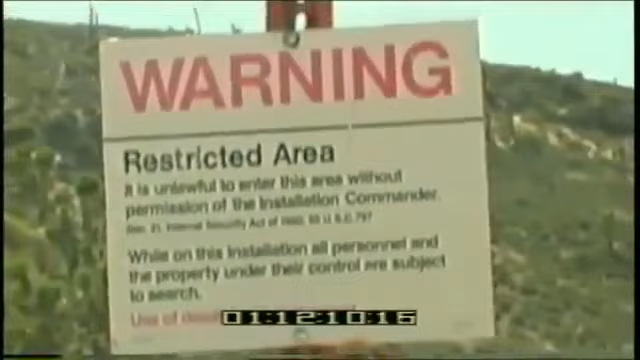 WARNING
Restricted Area
It is unlawful to enter this area without
permission of the Installation Commander.
Sec. 21, Internal Security Act of 1950; 50 U.S.C. 797
While on this Installation all personnel and
the property under their control are subject
to search.
Use of
01:12:10:15